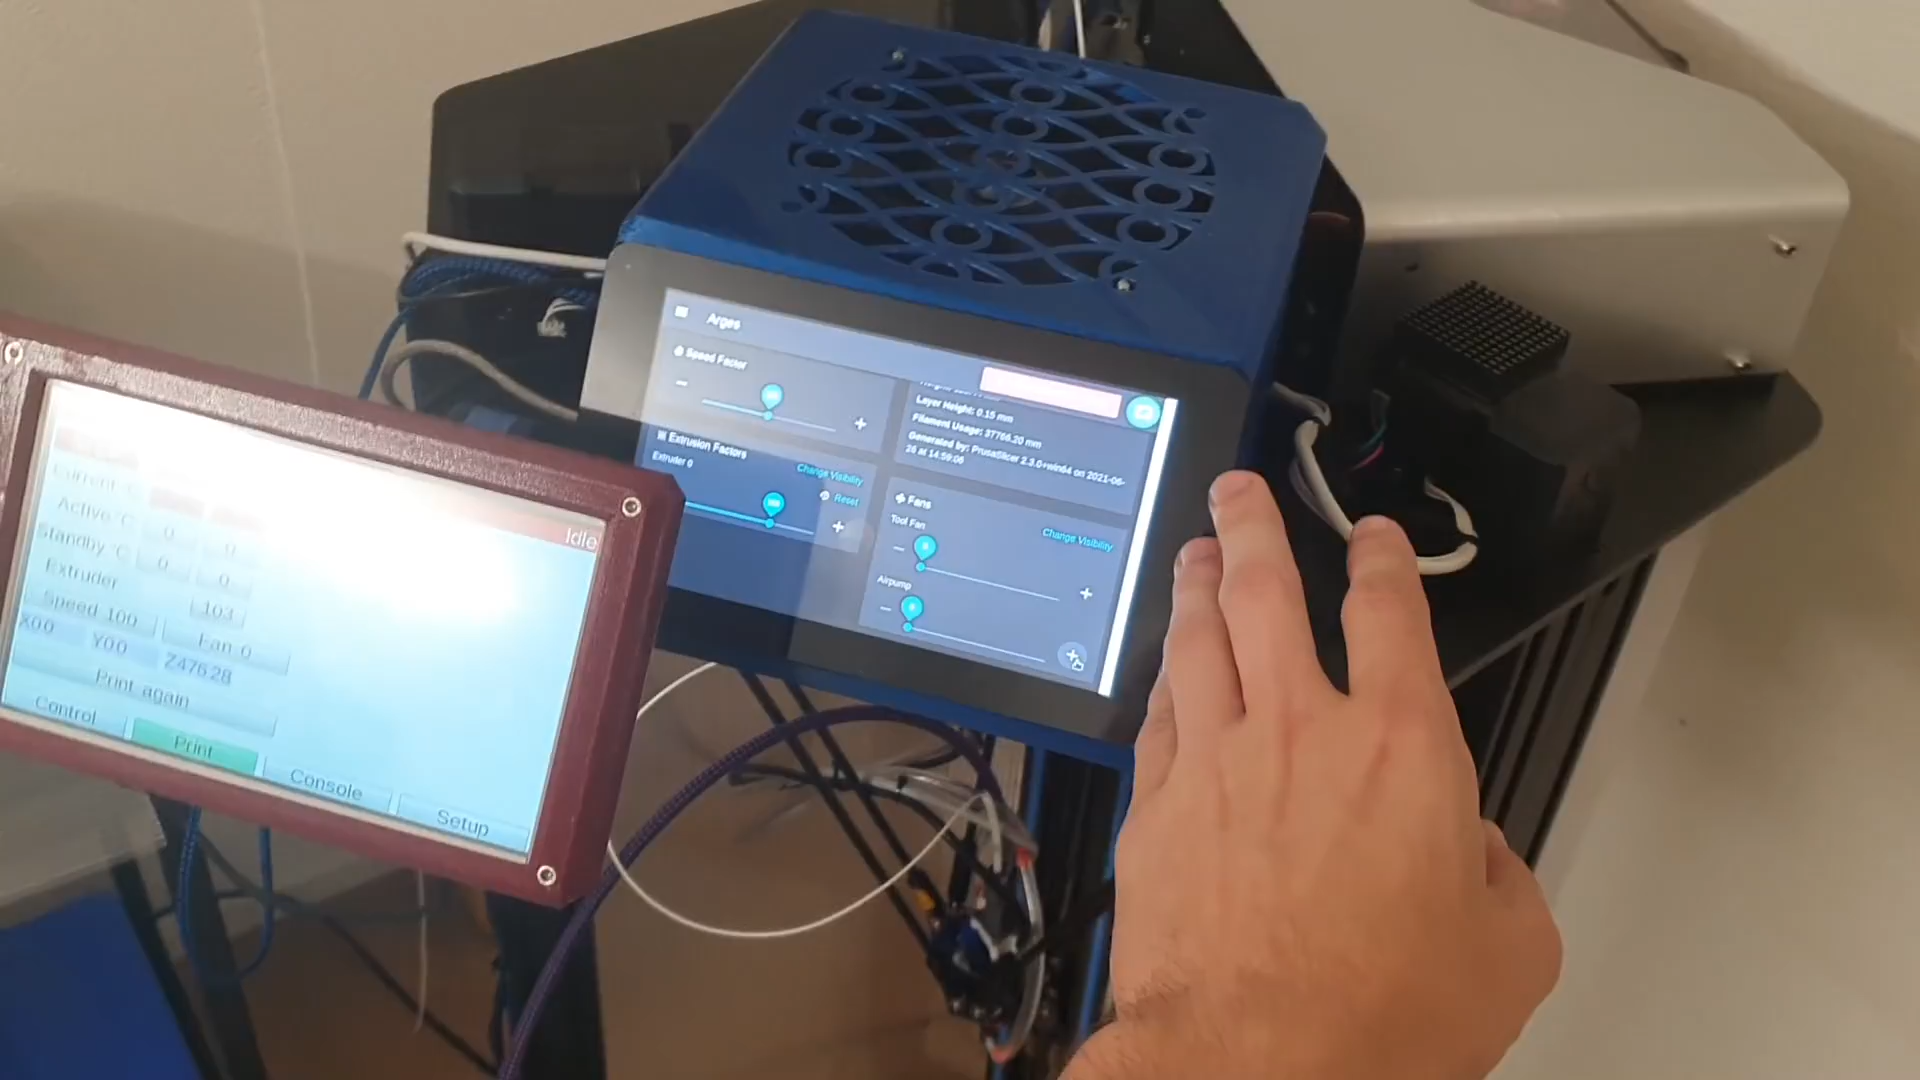 Idle
Current °C
Active °C 0 0
Standby °C 0 0
Extruder 103
Speed 100 Fan 0
X00 Y00 Z476.28
Print again
Control Print Console Setup
Arges
Speed Factor
Extrusion Factors
Change Visibility
Extruder 0
Reset
Layer Height: 0.15 mm
Filament Usage: 37766.20 mm
Generated by: PrusaSlicer 2.3.0+win64 on 2021-06-
26 at 14:59:06
Fans
Change Visibility
Tool Fan
Airpump